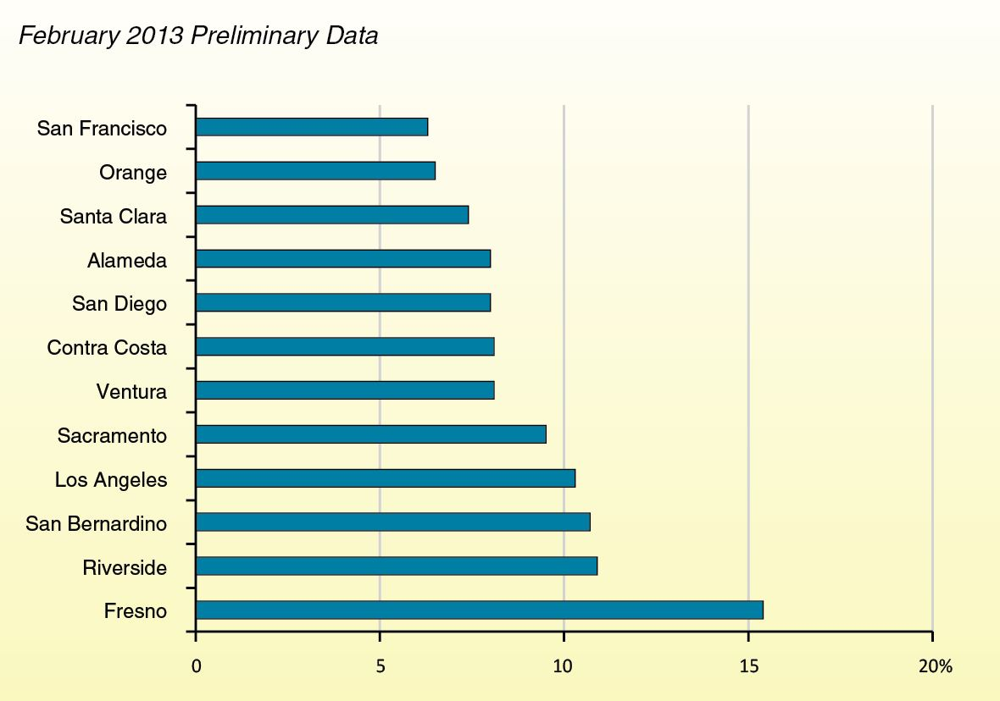 February 2013 Preliminary Data
San Francisco
Orange
Santa Clara
Alameda
San Diego
Contra Costa
Ventura
Sacramento
Los Angeles
San Bernardino
Riverside
Fresno
0 5 10 15 20%